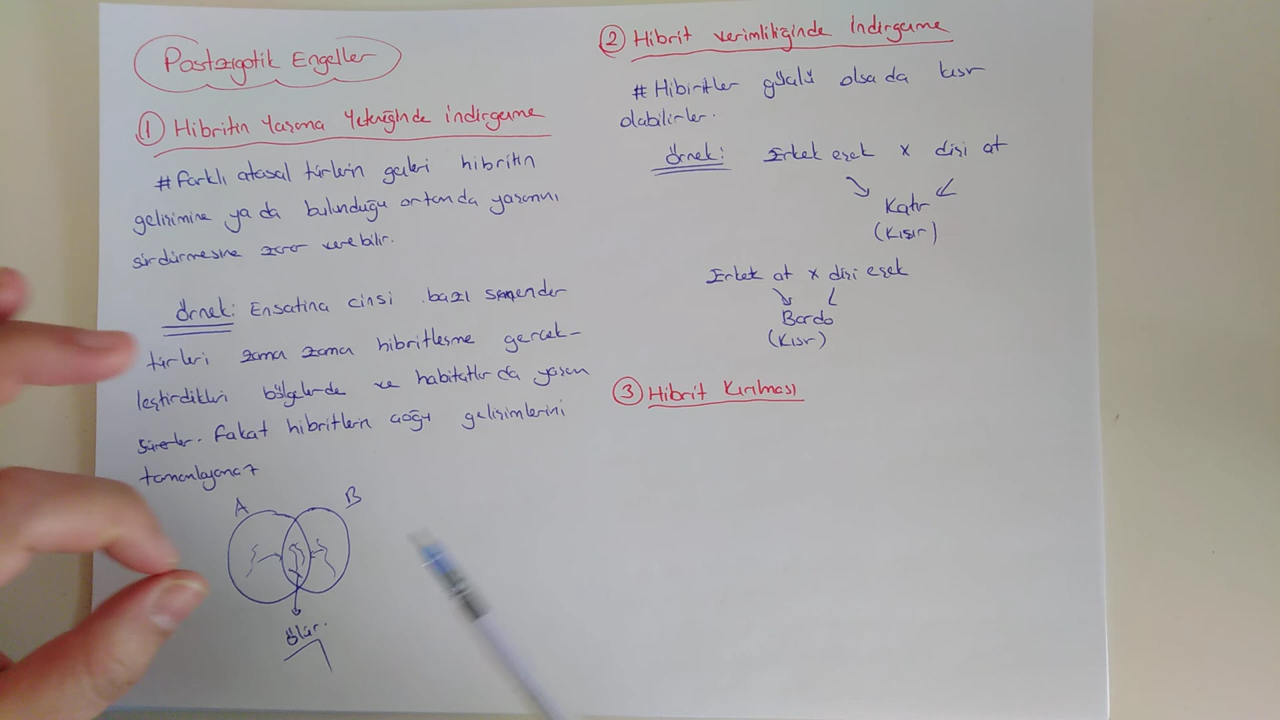 Postzigotik Engeller
① Hibritin Yaşama Yeteneğinde İndirgeme
# Farklı atasal türlerin genleri hibritin
gelişimine ya da bulunduğu ortamda yaşamını
sürdürmesine zarar verebilir.
Örnek: Ensatina cinsi bazı semender
türleri zaman zaman hibritleşme gerçek-
leştirdikleri bölgelerde ve habitatlarda yaşam
sürerler. Fakat hibritlerin çoğu gelişimlerini
tamamlayamaz
A B
ölür.
② Hibrit verimliliğinde İndirgeme
# Hibiritler güçlü olsa da kısır
olabilirler.
Örnek: Erkek eşek x dişi at
Katır
(Kısır)
Erkek at x dişi eşek
Bardo
(Kısır)
③ Hibrit Kırılması